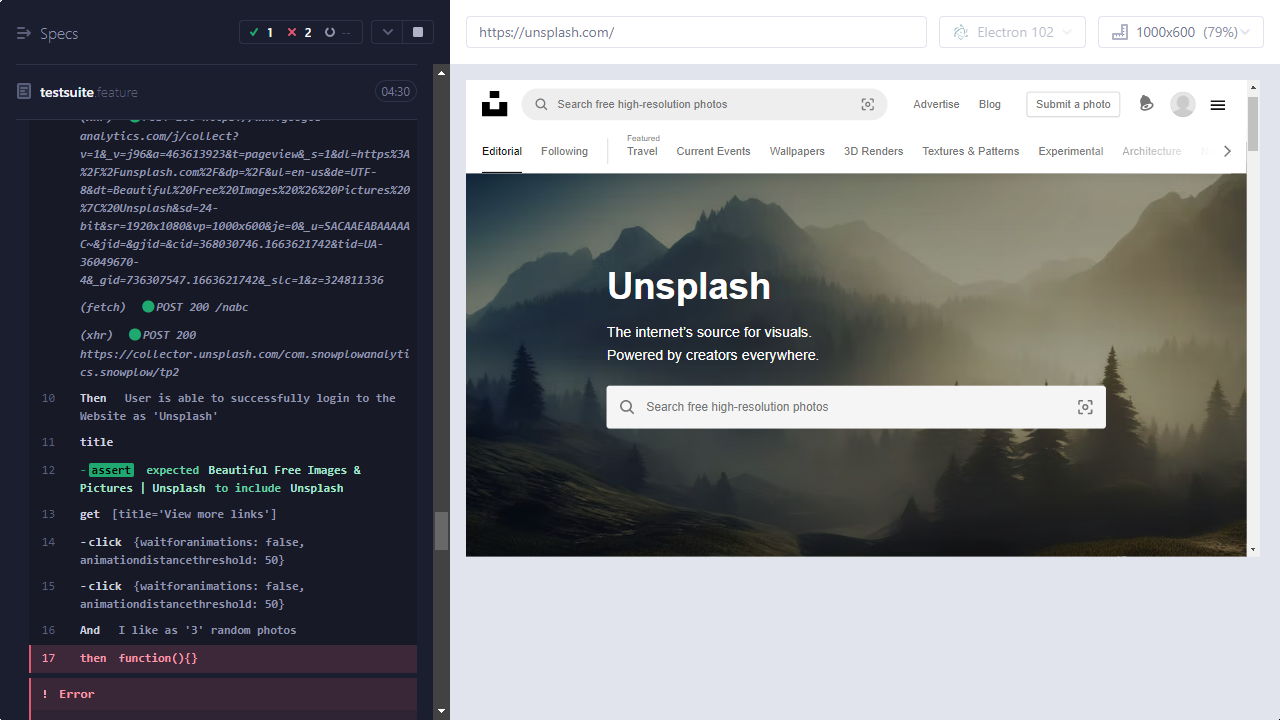 Specs
1 2 --
testsuite.feature 04:30
analytics.com/j/collect?
v=1&_v=j96&a=463613923&t=pageview&_s=1&dl=https%3A
%2F%2Funsplash.com%2F&dp=%2F&ul=en-us&de=UTF-
8&dt=Beautiful%20Free%20Images%20%26%20Pictures%20
%7C%20Unsplash&sd=24-
bit&sr=1920x1080&vp=1000x600&je=0&_u=SACAAEABAAAAA
C~&jid=&gjid=&cid=368030746.1663621742&tid=UA-
36049670-
4&_gid=736307547.1663621742&_slc=1&z=324811336
(fetch) POST 200 /nabc
(xhr) POST 200
https://collector.unsplash.com/com.snowplowanalyti
cs.snowplow/tp2
10 Then User is able to successfully login to the
Website as 'Unsplash'
11 title
12 -assert expected Beautiful Free Images &
Pictures | Unsplash to include Unsplash
13 get [title='View more links']
14 -click {waitforanimations: false,
animationdistancethreshold: 50}
15 -click {waitforanimations: false,
animationdistancethreshold: 50}
16 And I like as '3' random photos
17 then function(){}
! Error
https://unsplash.com/
Electron 102
1000x600 (79%)
Search free high-resolution photos
Advertise Blog Submit a photo
Featured
Editorial Following Travel Current Events Wallpapers 3D Renders Textures & Patterns Experimental Architecture
Unsplash
The internet's source for visuals.
Powered by creators everywhere.
Search free high-resolution photos